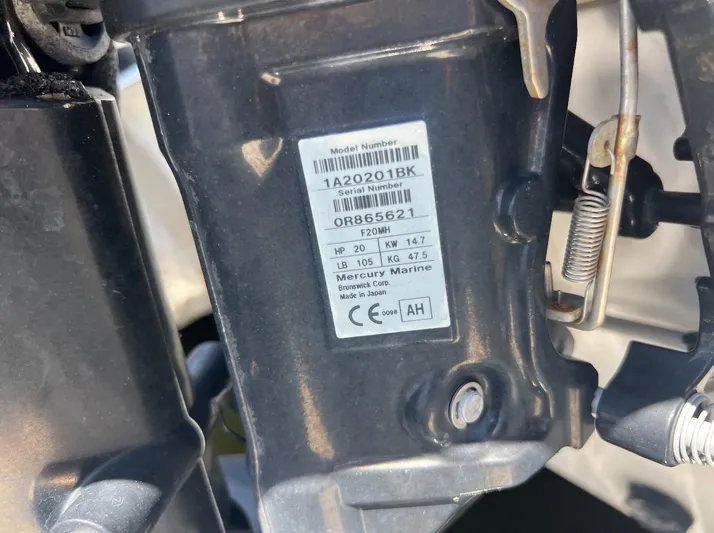 Model Number
1A20201BK
Serial Number
0R865621
F20MH
HP 20 KW 14.7
LB 105 KG 47.5
Mercury Marine
Brunswick Corp.
Made in Japan
CE 0098 AH